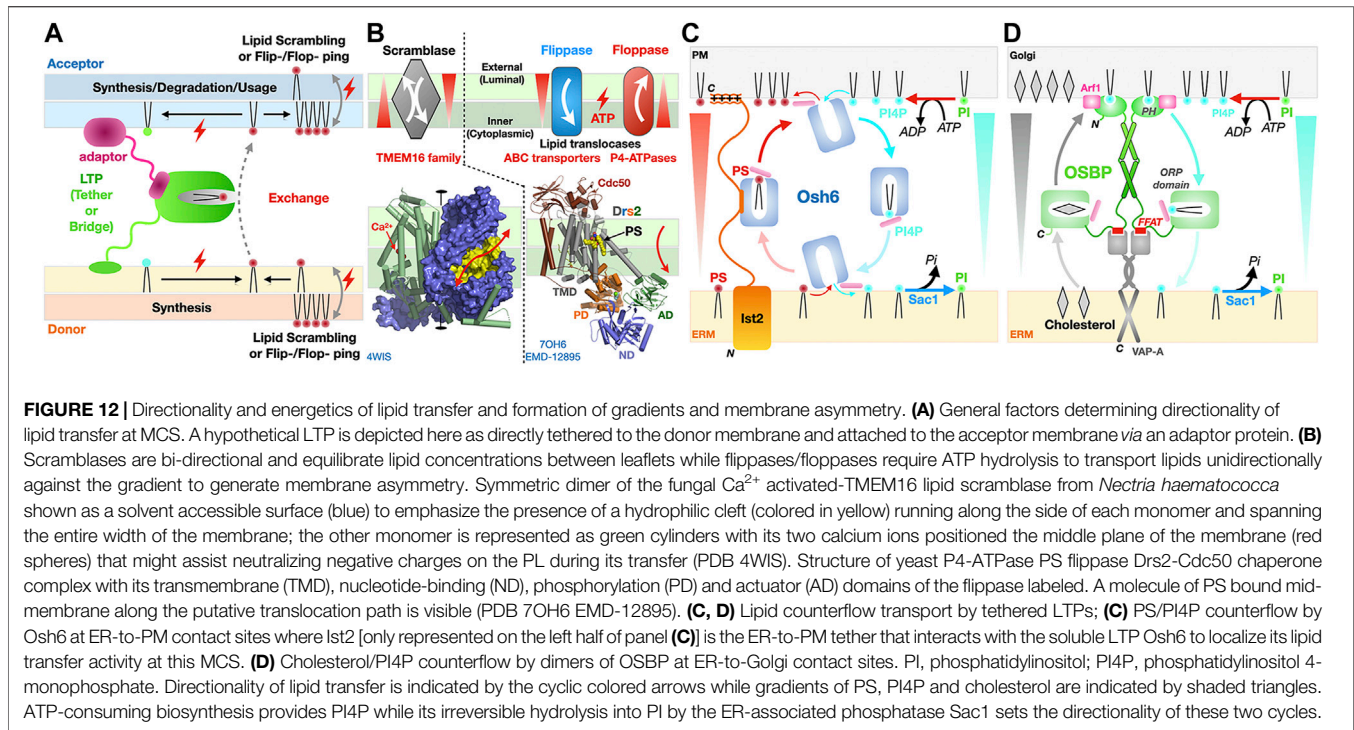 A
Lipid Scrambling
or Flip-/Flop- ping
Acceptor
Synthesis/Degradation/Usage
adaptor
LTP
(Tether
or
Bridge)
Exchange
Synthesis
Donor
Lipid Scrambling
or Flip-/Flop- ping
B
Scramblase
Flippase
Floppase
External
(Luminal)
Inner
(Cytoplasmic)
ATP
Lipid translocases
TMEM16 family
ABC transporters
P4-ATPases
Ca²⁺
4WIS
Cdc50
Drs2
PS
TMD
PD
AD
ND
7OH6
EMD-12895
C
PM
C
++++
PI4P
ADP
ATP
PI
PS
Osh6
PI4P
PS
Pi
PI
Sac1
Ist2
ERM
N
D
Golgi
Arf1
N
PH
PI4P
ADP
ATP
PI
OSBP
ORP
domain
FFAT
C
Pi
PI
Sac1
Cholesterol
ERM
C
VAP-A
N
FIGURE 12 | Directionality and energetics of lipid transfer and formation of gradients and membrane asymmetry. (A) General factors determining directionality of
lipid transfer at MCS. A hypothetical LTP is depicted here as directly tethered to the donor membrane and attached to the acceptor membrane via an adaptor protein. (B)
Scramblases are bi-directional and equilibrate lipid concentrations between leaflets while flippases/floppases require ATP hydrolysis to transport lipids unidirectionally
against the gradient to generate membrane asymmetry. Symmetric dimer of the fungal Ca²⁺ activated-TMEM16 lipid scramblase from Nectria haematococca
shown as a solvent accessible surface (blue) to emphasize the presence of a hydrophilic cleft (colored in yellow) running along the side of each monomer and spanning
the entire width of the membrane; the other monomer is represented as green cylinders with its two calcium ions positioned the middle plane of the membrane (red
spheres) that might assist neutralizing negative charges on the PL during its transfer (PDB 4WIS). Structure of yeast P4-ATPase PS flippase Drs2-Cdc50 chaperone
complex with its transmembrane (TMD), nucleotide-binding (ND), phosphorylation (PD) and actuator (AD) domains of the flippase labeled. A molecule of PS bound mid-
membrane along the putative translocation path is visible (PDB 7OH6 EMD-12895). (C, D) Lipid counterflow transport by tethered LTPs; (C) PS/PI4P counterflow by
Osh6 at ER-to-PM contact sites where Ist2 [only represented on the left half of panel (C)] is the ER-to-PM tether that interacts with the soluble LTP Osh6 to localize its lipid
transfer activity at this MCS. (D) Cholesterol/PI4P counterflow by dimers of OSBP at ER-to-Golgi contact sites. PI, phosphatidylinositol; PI4P, phosphatidylinositol 4-
monophosphate. Directionality of lipid transfer is indicated by the cyclic colored arrows while gradients of PS, PI4P and cholesterol are indicated by shaded triangles.
ATP-consuming biosynthesis provides PI4P while its irreversible hydrolysis into PI by the ER-associated phosphatase Sac1 sets the directionality of these two cycles.